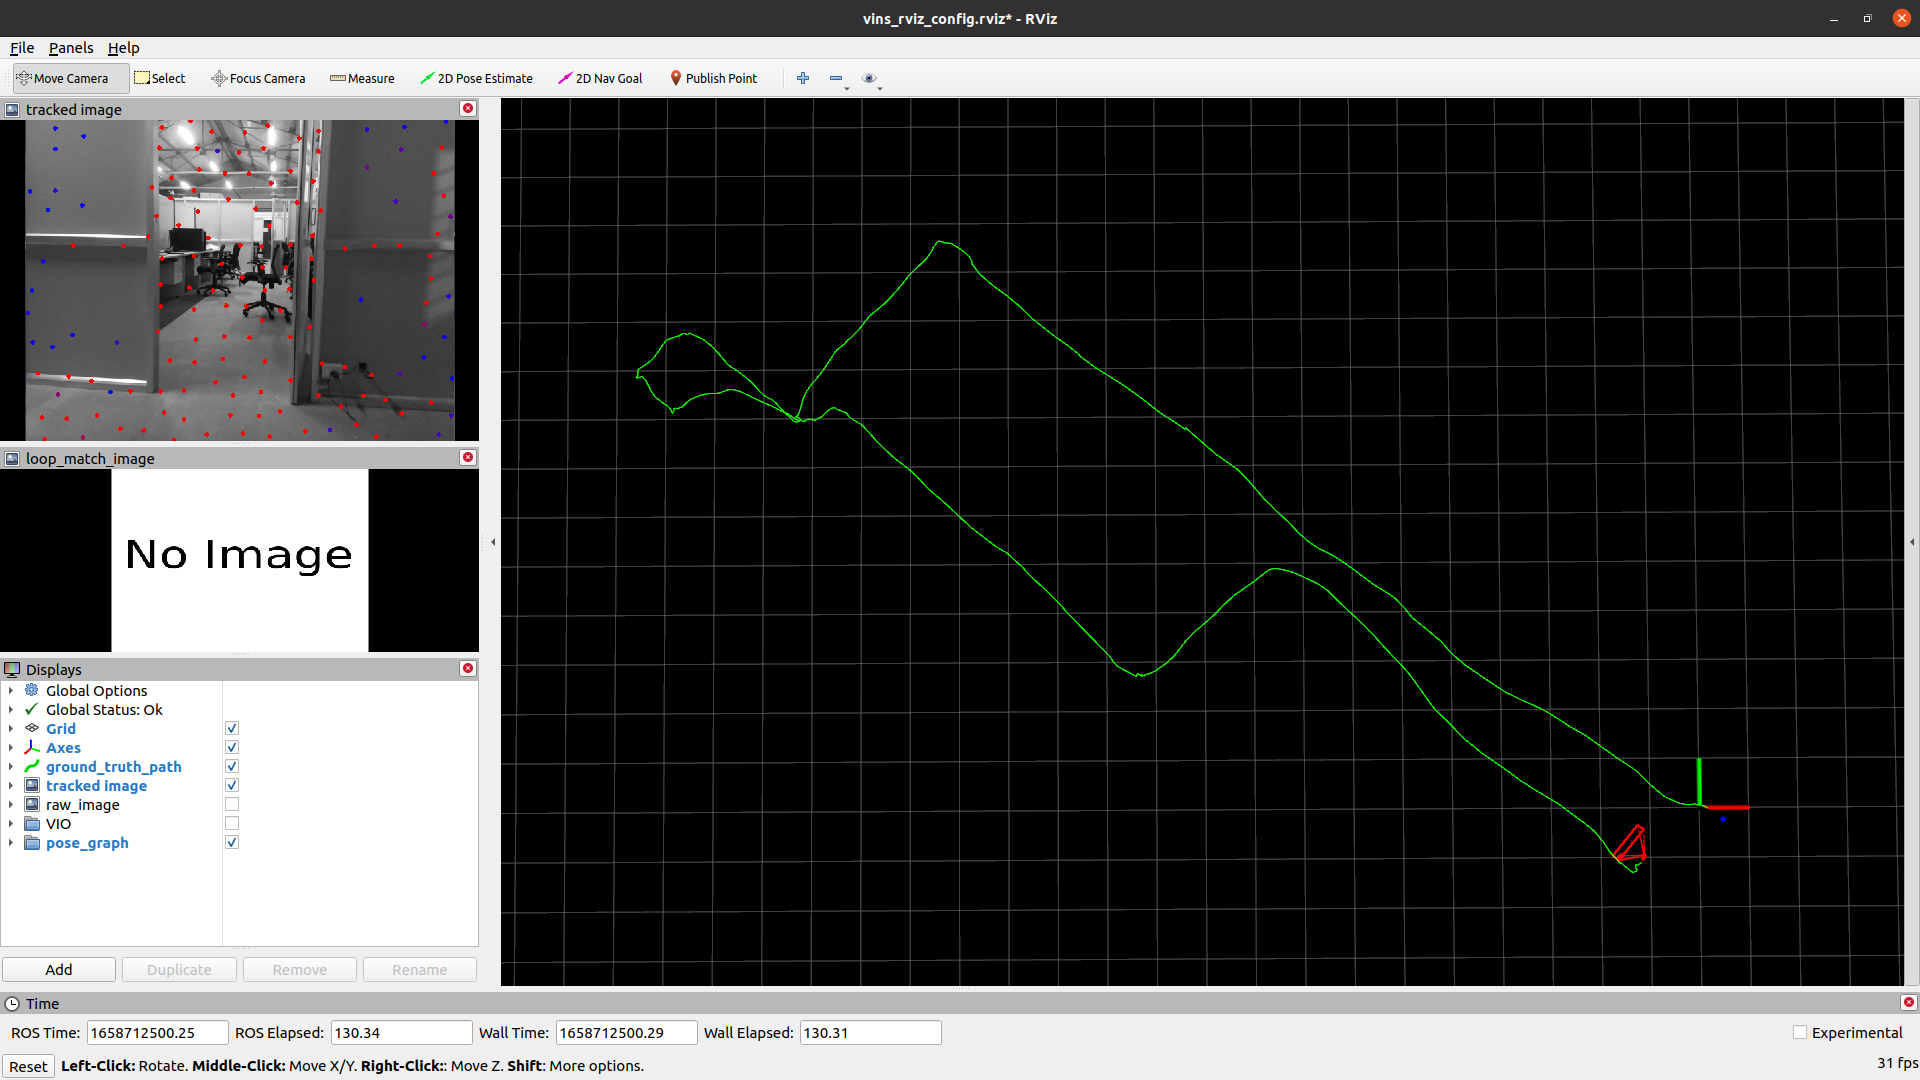 vins_rviz_config.rviz* - RViz
File Panels Help
Move Camera Select Focus Camera Measure 2D Pose Estimate 2D Nav Goal Publish Point
tracked image
loop_match_image
No Image
Displays
Global Options
Global Status: Ok
Grid
Axes
ground_truth_path
tracked image
raw_image
VIO
pose_graph
Add Duplicate Remove Rename
Time
ROS Time: 1658712500.25 ROS Elapsed: 130.34 Wall Time: 1658712500.29 Wall Elapsed: 130.31 Experimental
Reset Left-Click: Rotate. Middle-Click: Move X/Y. Right-Click:: Move Z. Shift: More options. 31 fps